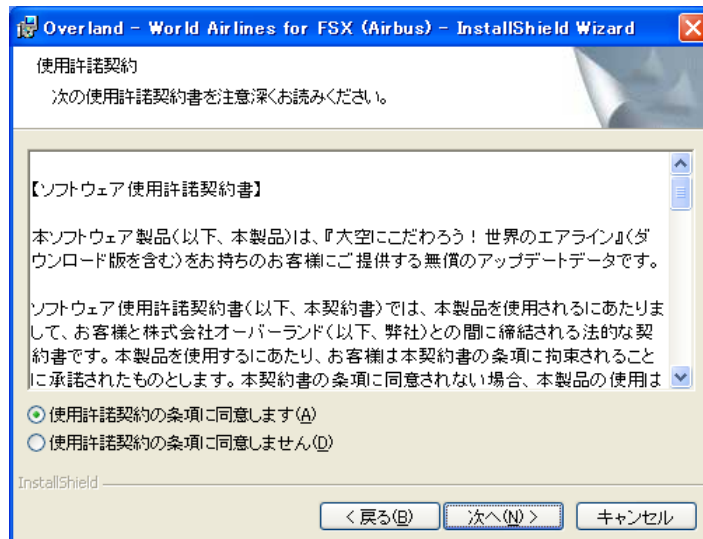 Overland - World Airlines for FSX (Airbus) - InstallShield Wizard
使用許諾契約
次の使用許諾契約書を注意深くお読みください。
【ソフトウェア使用許諾契約書】
本ソフトウェア製品(以下、本製品)は、『大空にこだわろう！世界のエアライン』(ダ
ウンロード版を含む)をお持ちのお客様にご提供する無償のアップデートデータです。
ソフトウェア使用許諾契約書(以下、本契約書)では、本製品を使用されるにあたりま
して、お客様と株式会社オーバーランド(以下、弊社)との間に締結される法的な契
約書です。本製品を使用するにあたり、お客様は本契約書の条項に拘束されること
に承諾されたものとします。本契約書の条項に同意されない場合、本製品の使用は
使用許諾契約の条項に同意します(A)
使用許諾契約の条項に同意しません(D)
InstallShield
< 戻る(B)
次へ(N) >
キャンセル